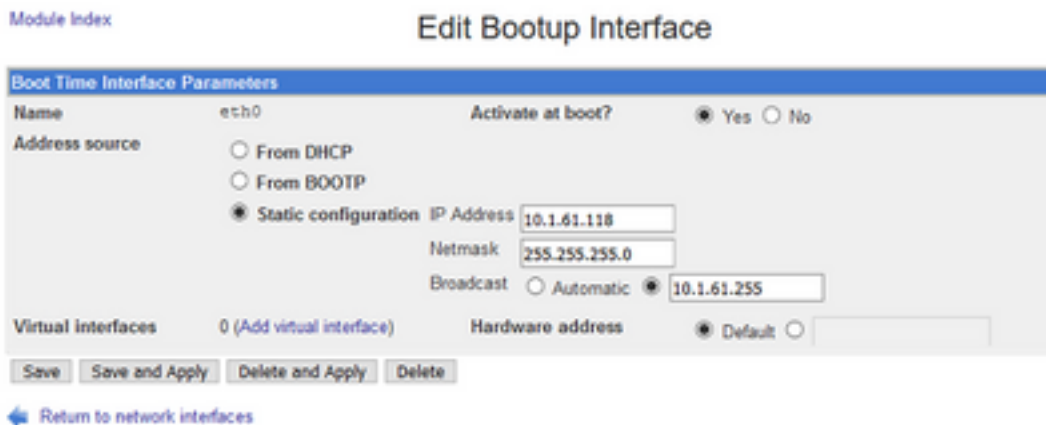 Module Index
Edit Bootup Interface
Boot Time Interface Parameters
Name eth0 Activate at boot? Yes No
Address source From DHCP
From BOOTP
Static configuration IP Address 10.1.61.118
Netmask 255.255.255.0
Broadcast Automatic 10.1.61.255
Virtual interfaces 0 (Add virtual interface) Hardware address Default
Save Save and Apply Delete and Apply Delete
Return to network interfaces